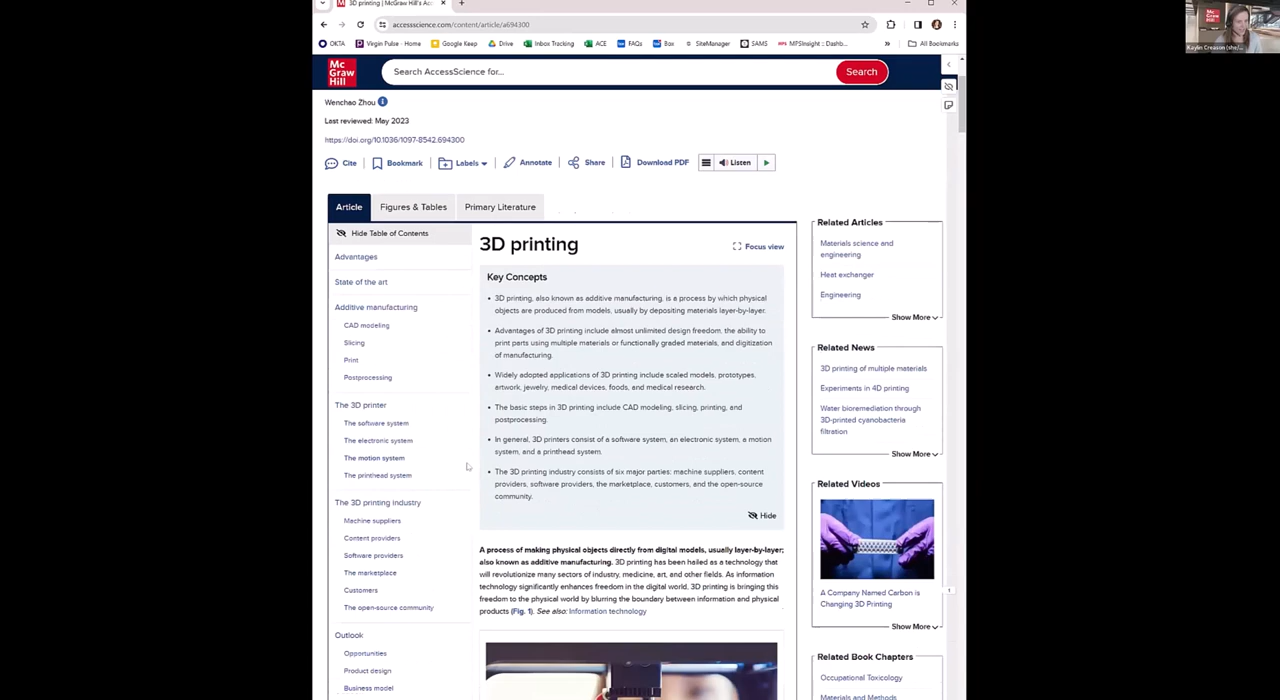 3D printing | McGraw Hill's Acc
accessscience.com/content/article/a694300
OKTA
Virgin Pulse - Home
Google Keep
Drive
Inbox Tracking
ACE
FAQs
Box
SiteManager
SAMS
MPSInsight :: Dashb...
»
All Bookmarks
Mc
Graw
Hill
Search AccessScience for...
Search
Wenchao Zhou
Last reviewed: May 2023
https://doi.org/10.1036/1097-8542.694300
Cite
Bookmark
Labels
Annotate
Share
Download PDF
Listen
Article
Figures & Tables
Primary Literature
Hide Table of Contents
Advantages
State of the art
Additive manufacturing
CAD modeling
Slicing
Print
Postprocessing
The 3D printer
The software system
The electronic system
The motion system
The printhead system
The 3D printing industry
Machine suppliers
Content providers
Software providers
The marketplace
Customers
The open-source community
Outlook
Opportunities
Product design
Business model
3D printing
Focus view
Key Concepts
• 3D printing, also known as additive manufacturing, is a process by which physical
objects are produced from models, usually by depositing materials layer-by-layer.
• Advantages of 3D printing include almost unlimited design freedom, the ability to
print parts using multiple materials or functionally graded materials, and digitization
of manufacturing.
• Widely adopted applications of 3D printing include scaled models, prototypes,
artwork, jewelry, medical devices, foods, and medical research.
• The basic steps in 3D printing include CAD modeling, slicing, printing, and
postprocessing.
• In general, 3D printers consist of a software system, an electronic system, a motion
system, and a printhead system.
• The 3D printing industry consists of six major parties: machine suppliers, content
providers, software providers, the marketplace, customers, and the open-source
community.
Hide
A process of making physical objects directly from digital models, usually layer-by-layer;
also known as additive manufacturing. 3D printing has been hailed as a technology that
will revolutionize many sectors of industry, medicine, art, and other fields. As information
technology significantly enhances freedom in the digital world. 3D printing is bringing this
freedom to the physical world by blurring the boundary between information and physical
products (Fig. 1). See also: Information technology
Related Articles
Materials science and
engineering
Heat exchanger
Engineering
Show More
Related News
3D printing of multiple materials
Experiments in 4D printing
Water bioremediation through
3D-printed cyanobacteria
filtration
Show More
Related Videos
A Company Named Carbon is
Changing 3D Printing
Show More
Related Book Chapters
Occupational Toxicology
Materials and Methods
Kaylin Creason (she/...